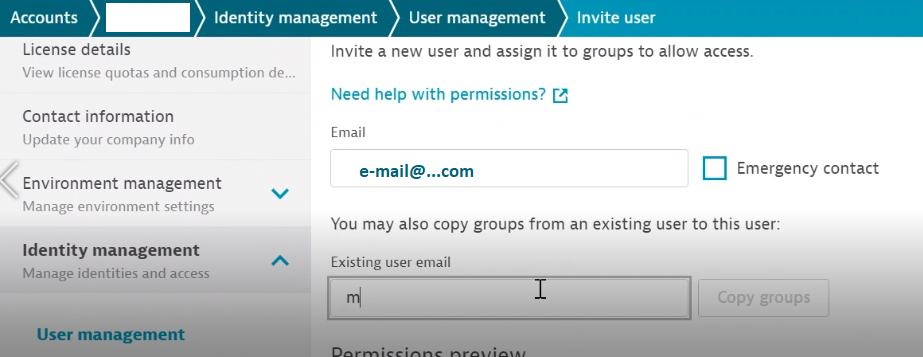 Accounts
Identity management
User management
Invite user
License details
View license quotas and consumption de...
Contact information
Update your company info
Environment management
Manage environment settings
Identity management
Manage identities and access
User management
Invite a new user and assign it to groups to allow access.
Need help with permissions?
Email
e-mail@...com
Emergency contact
You may also copy groups from an existing user to this user:
Existing user email
m
Copy groups
Permissions preview